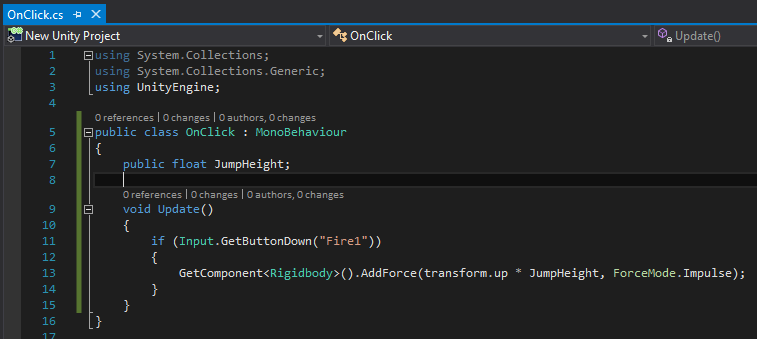 OnClick.cs
New Unity Project OnClick Update()
1 using System.Collections;
2 using System.Collections.Generic;
3 using UnityEngine;
4
0 references | 0 changes | 0 authors, 0 changes
5 public class OnClick : MonoBehaviour
6 {
7 public float JumpHeight;
8
0 references | 0 changes | 0 authors, 0 changes
9 void Update()
10 {
11 if (Input.GetButtonDown("Fire1"))
12 {
13 GetComponent<Rigidbody>().AddForce(transform.up * JumpHeight, ForceMode.Impulse);
14 }
15 }
16 }
17